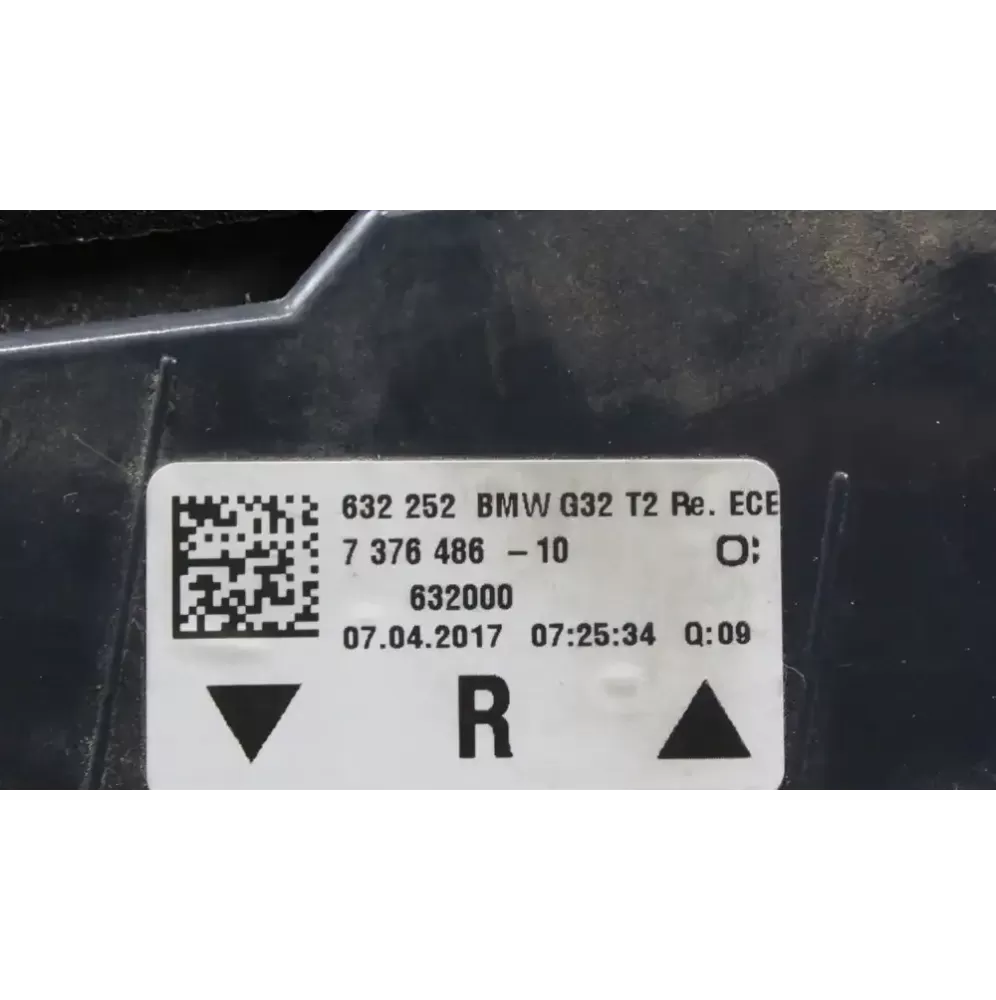 632 252 BMW G32 T2 Re. ECE
7 376 486 -10 O:
632000
07.04.2017 07:25:34 Q:09
R